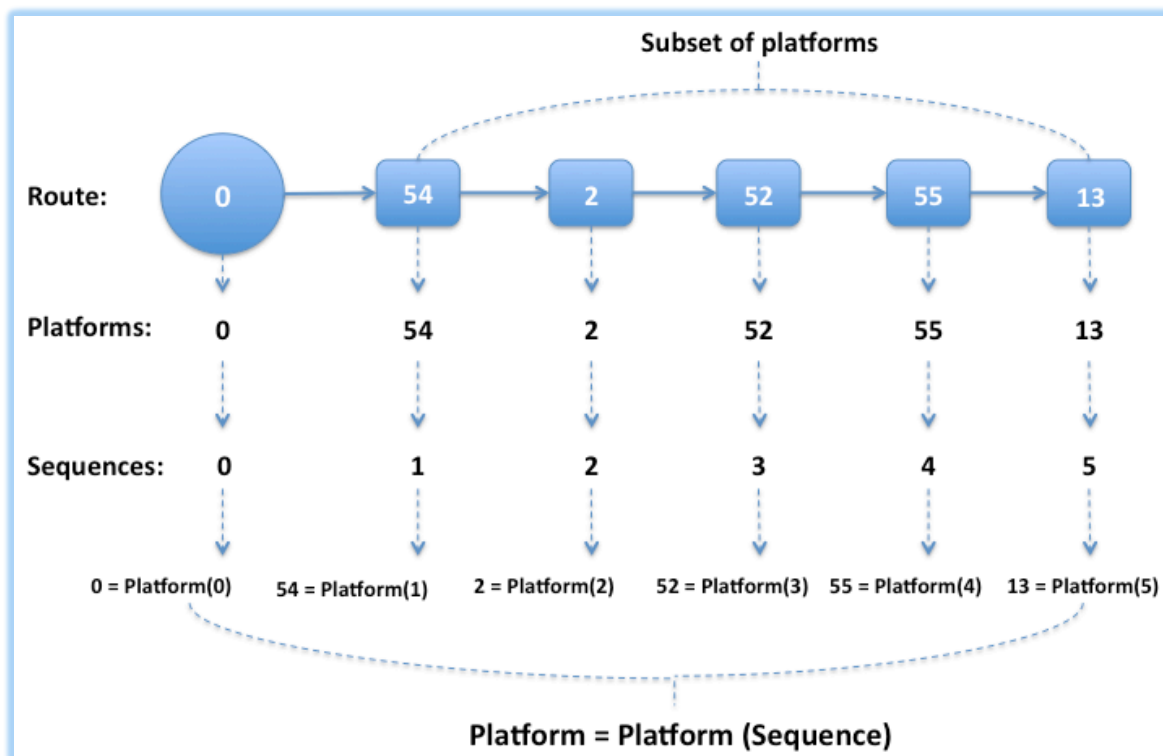 Subset of platforms
Route: 0 54 2 52 55 13
Platforms: 0 54 2 52 55 13
Sequences: 0 1 2 3 4 5
0 = Platform(0) 54 = Platform(1) 2 = Platform(2) 52 = Platform(3) 55 = Platform(4) 13 = Platform(5)
Platform = Platform (Sequence)